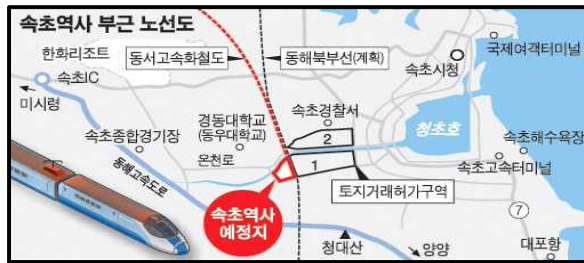 속초역사 부근 노선도
한화리조트
속초IC
미시령
동서고속화철도
동해북부선(계획)
국제여객터미널
속초시청
경동대학교
(동우대학교)
속초경찰서
청초호
속초종합경기장
온천로
2
1
속초해수욕장
속초고속터미널
동해고속도로
토지거래허가구역
속초역사
예정지
7
청대산
양양
대포항